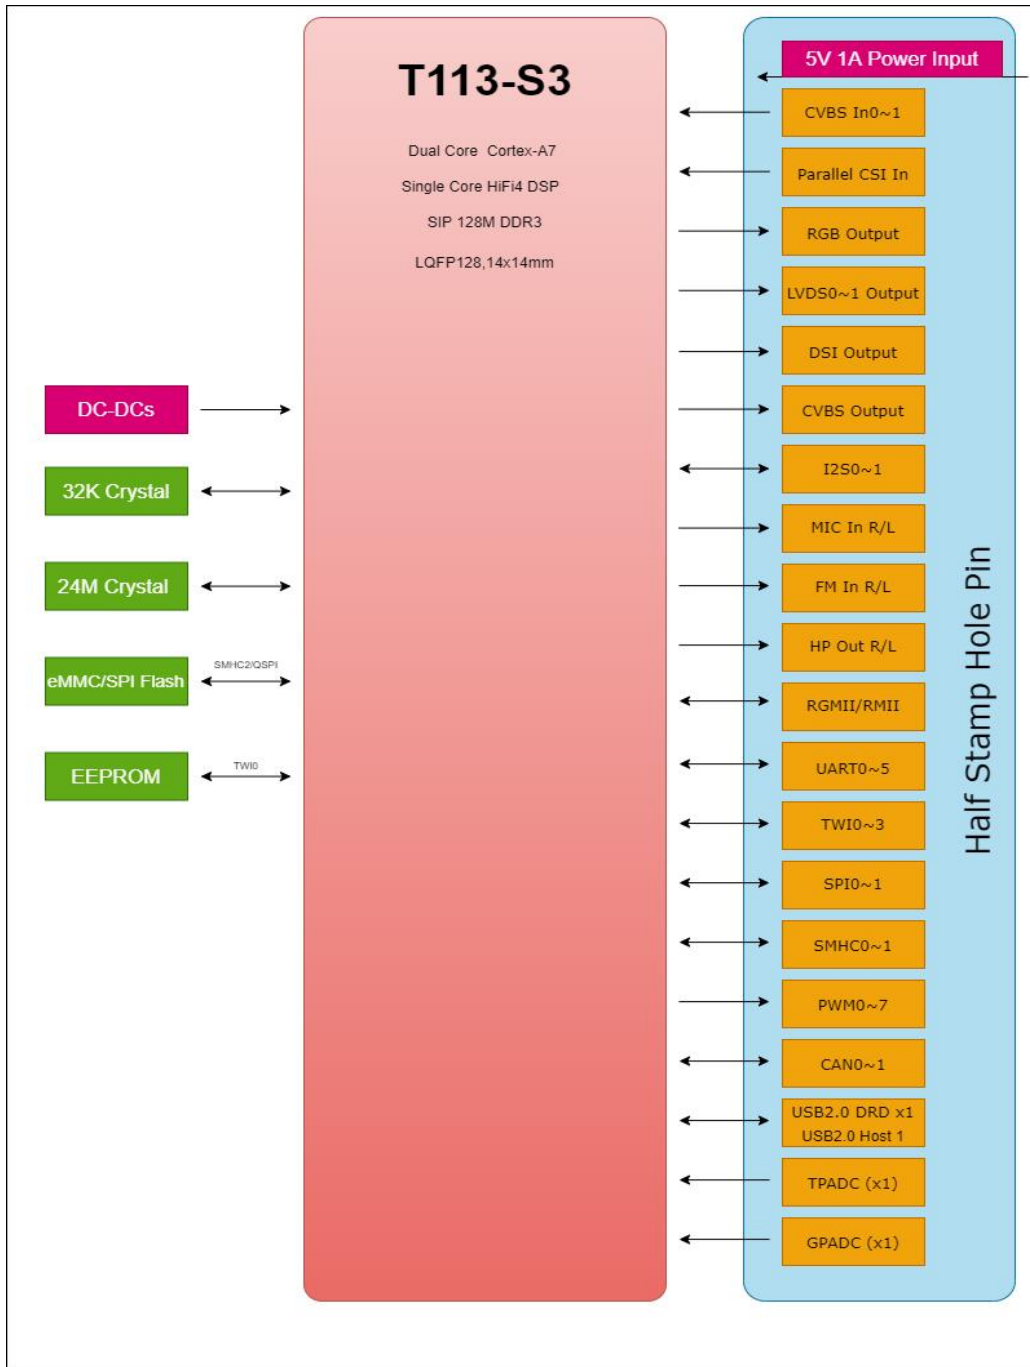 T113-S3
Dual Core Cortex-A7
Single Core HiFi4 DSP
SIP 128M DDR3
LQFP128,14x14mm
DC-DCs
32K Crystal
24M Crystal
eMMC/SPI Flash
SMHC2/QSPI
EEPROM
TWI0
5V 1A Power Input
CVBS In0~1
Parallel CSI In
RGB Output
LVDS0~1 Output
DSI Output
CVBS Output
I2S0~1
MIC In R/L
FM In R/L
HP Out R/L
RGMII/RMII
UART0~5
TWI0~3
SPI0~1
SMHC0~1
PWM0~7
CAN0~1
USB2.0 DRD x1
USB2.0 Host 1
TPADC (x1)
GPADC (x1)
Half Stamp Hole Pin